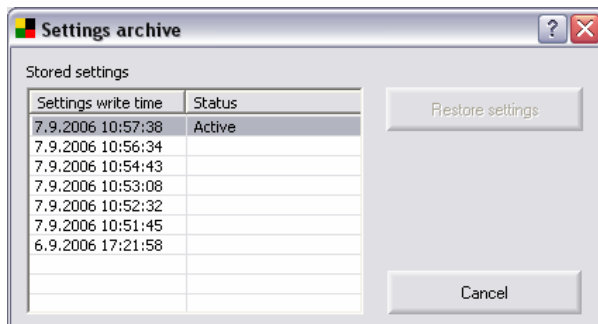 Settings archive
Stored settings
Settings write time Status
Restore settings
7.9.2006 10:57:38 Active
7.9.2006 10:56:34
7.9.2006 10:54:43
7.9.2006 10:53:08
7.9.2006 10:52:32
7.9.2006 10:51:45
6.9.2006 17:21:58
Cancel